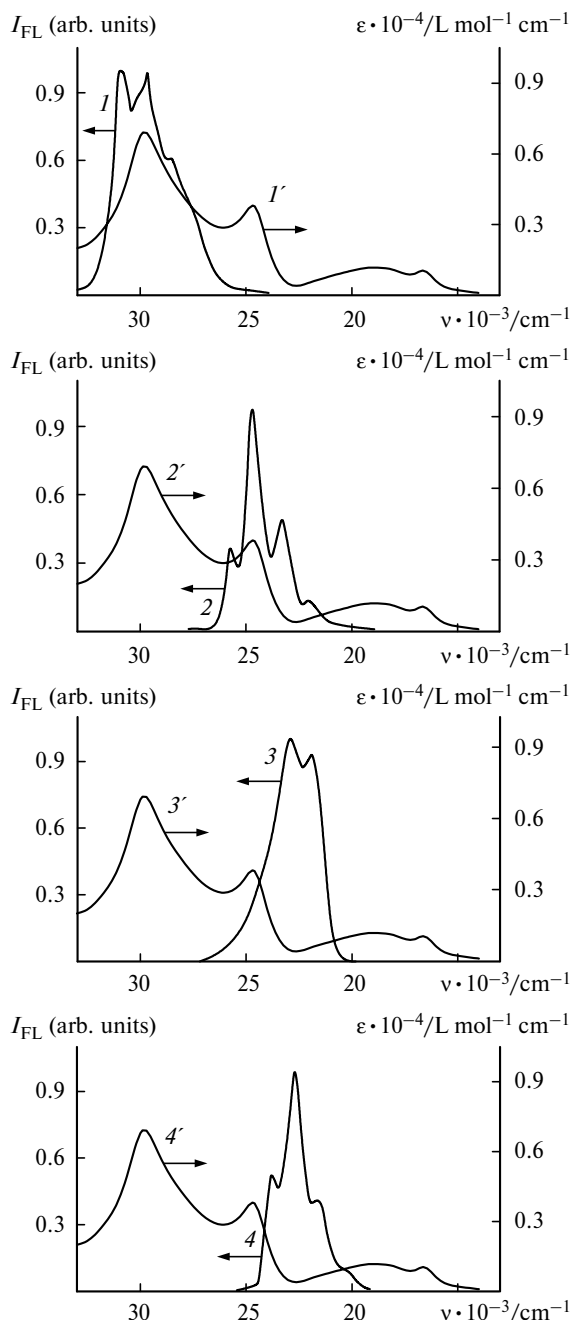 I_FL (arb. units) ε•10⁻⁴/L mol⁻¹ cm⁻¹
0.9 1 0.9
0.6 0.6
0.3 1′ 0.3
30 25 20 ν•10⁻³/cm⁻¹
I_FL (arb. units) ε•10⁻⁴/L mol⁻¹ cm⁻¹
0.9 0.9
0.6 2′ 0.6
0.3 2 0.3
30 25 20 ν•10⁻³/cm⁻¹
I_FL (arb. units) ε•10⁻⁴/L mol⁻¹ cm⁻¹
0.9 3 0.9
0.6 3′ 0.6
0.3 0.3
30 25 20 ν•10⁻³/cm⁻¹
I_FL (arb. units) ε•10⁻⁴/L mol⁻¹ cm⁻¹
0.9 0.9
0.6 4′ 0.6
0.3 4 0.3
30 25 20 ν•10⁻³/cm⁻¹